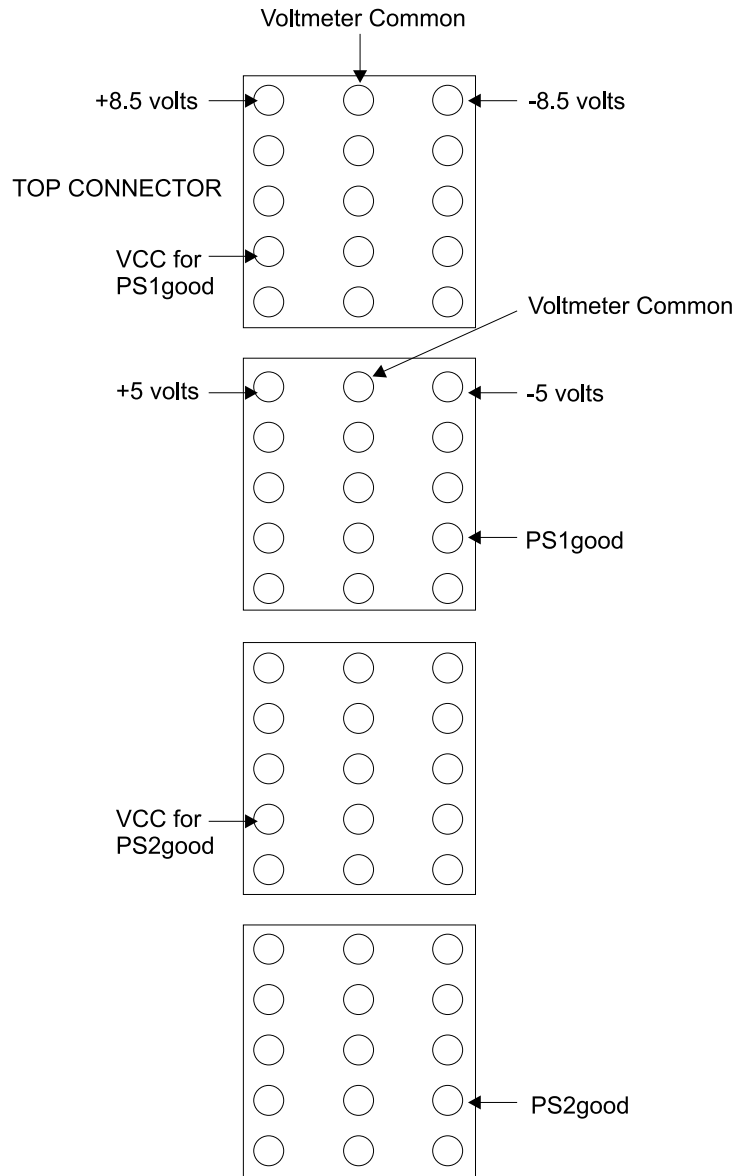 Voltmeter Common
+8.5 volts
-8.5 volts
TOP CONNECTOR
VCC for
PS1good
Voltmeter Common
+5 volts
-5 volts
PS1good
VCC for
PS2good
PS2good